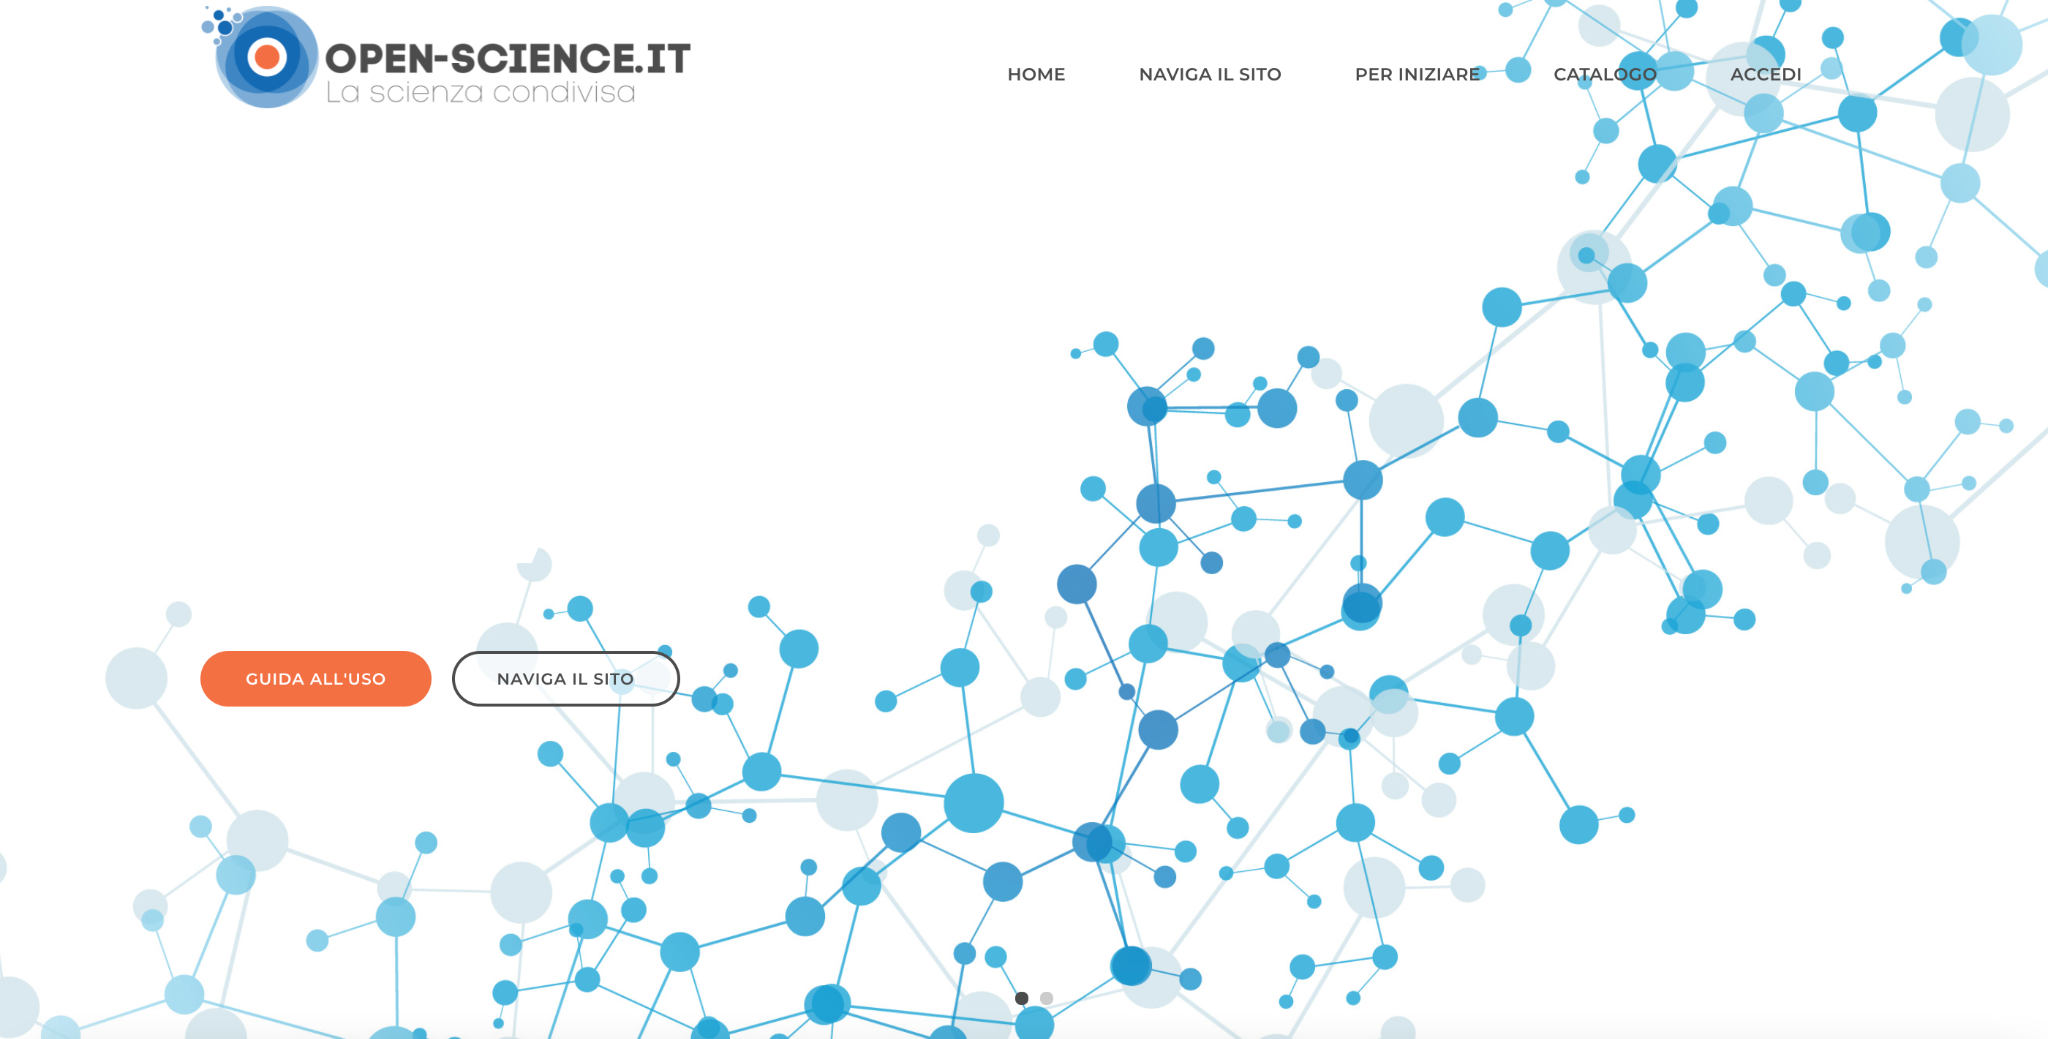 OPEN-SCIENCE.IT
La scienza condivisa
HOME NAVIGA IL SITO PER INIZIARE CATALOGO ACCEDI
GUIDA ALL'USO NAVIGA IL SITO